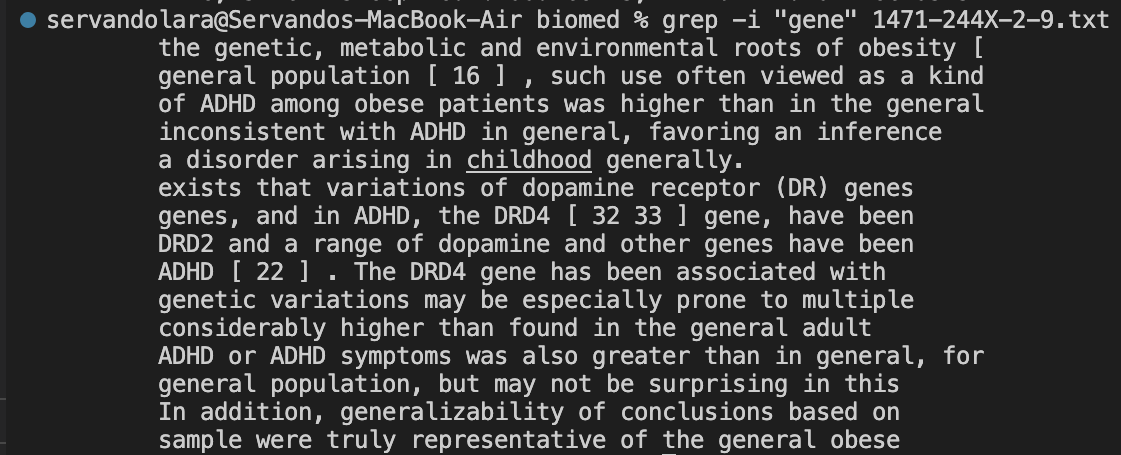 servandolara@Servandos-MacBook-Air biomed % grep -i "gene" 1471-244X-2-9.txt
the genetic, metabolic and environmental roots of obesity [
general population [ 16 ] , such use often viewed as a kind
of ADHD among obese patients was higher than in the general
inconsistent with ADHD in general, favoring an inference
a disorder arising in childhood generally.
exists that variations of dopamine receptor (DR) genes
genes, and in ADHD, the DRD4 [ 32 33 ] gene, have been
DRD2 and a range of dopamine and other genes have been
ADHD [ 22 ] . The DRD4 gene has been associated with
genetic variations may be especially prone to multiple
considerably higher than found in the general adult
ADHD or ADHD symptoms was also greater than in general, for
general population, but may not be surprising in this
In addition, generalizability of conclusions based on
sample were truly representative of the general obese